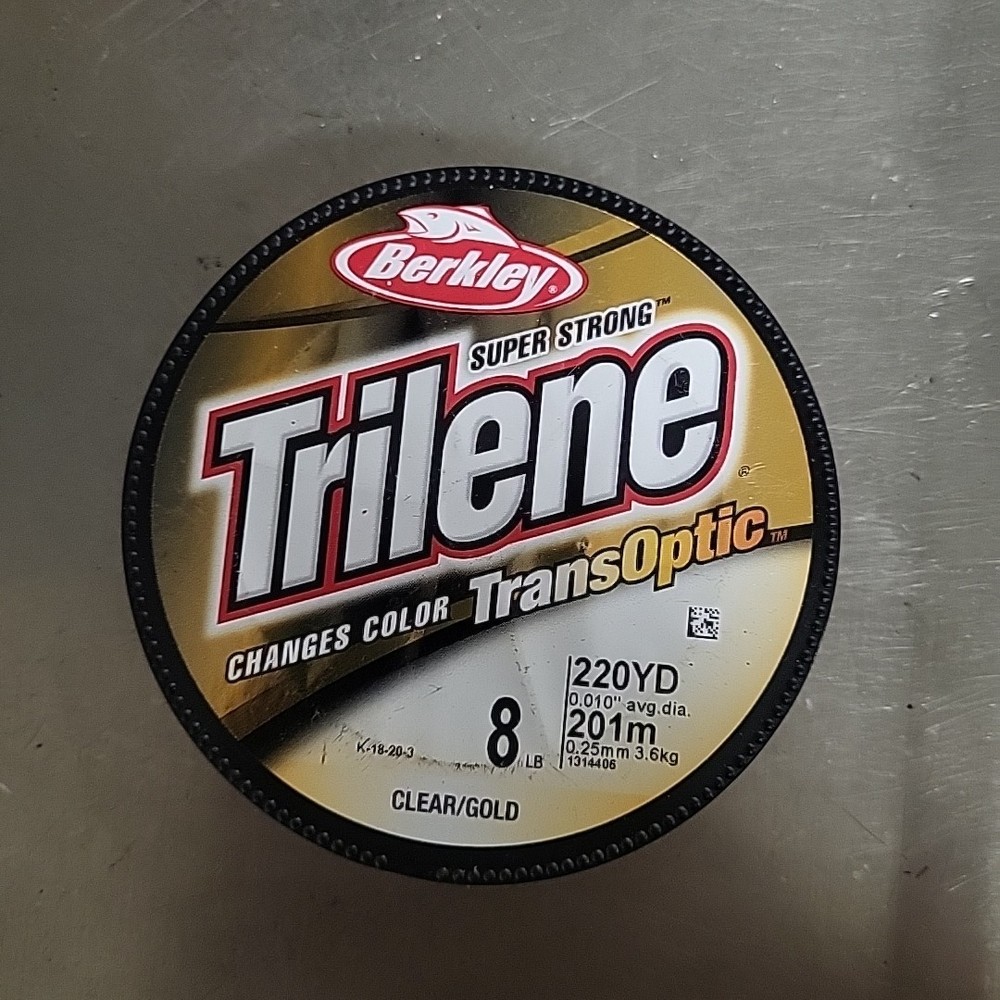 Berkley®
SUPER STRONG™
Trilene®
CHANGES COLOR TransOptic™
220YD
0.010" avg.dia.
8 LB
201m
0.25mm 3.6kg
1314406
K-18-20-3
CLEAR/GOLD